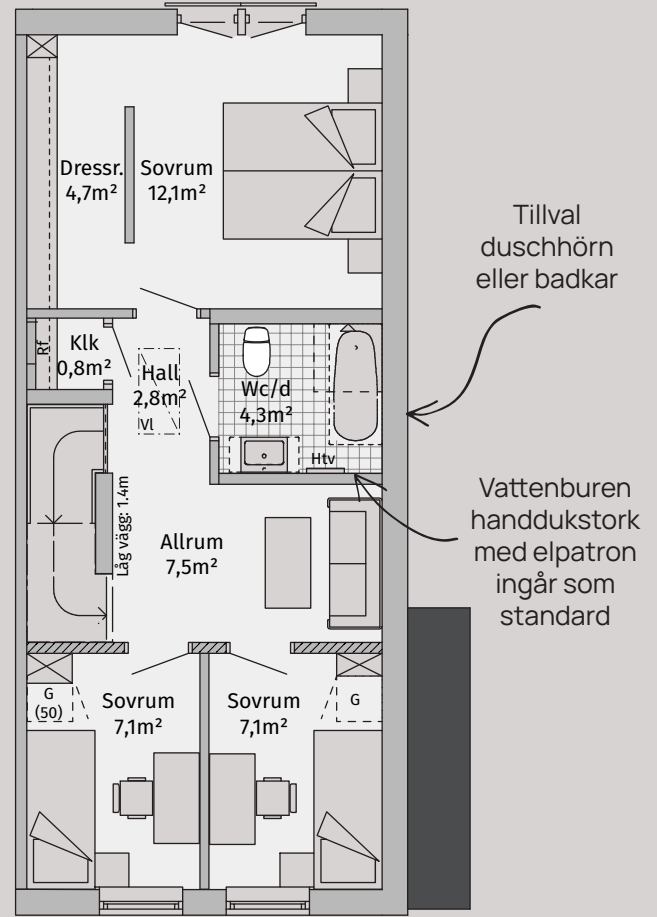 Dressr.
4,7m²
Sovrum
12,1m²
Tillval
duschhörn
eller badkar
Rf
Klk
0,8m²
Hall
2,8m²
Vl
Wc/d
4,3m²
Htv
Låg vägg: 1.4m
Allrum
7,5m²
Vattenburen
handdukstork
med elpatron
ingår som
standard
G
(50)
Sovrum
7,1m²
Sovrum
7,1m²
G